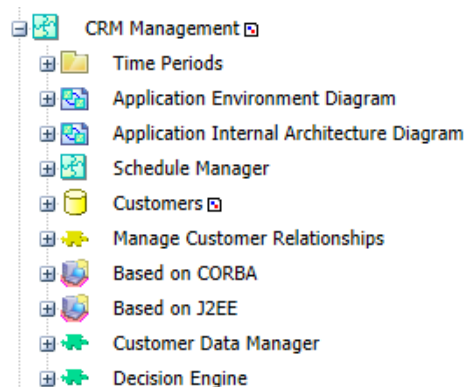 CRM Management
Time Periods
Application Environment Diagram
Application Internal Architecture Diagram
Schedule Manager
Customers
Manage Customer Relationships
Based on CORBA
Based on J2EE
Customer Data Manager
Decision Engine